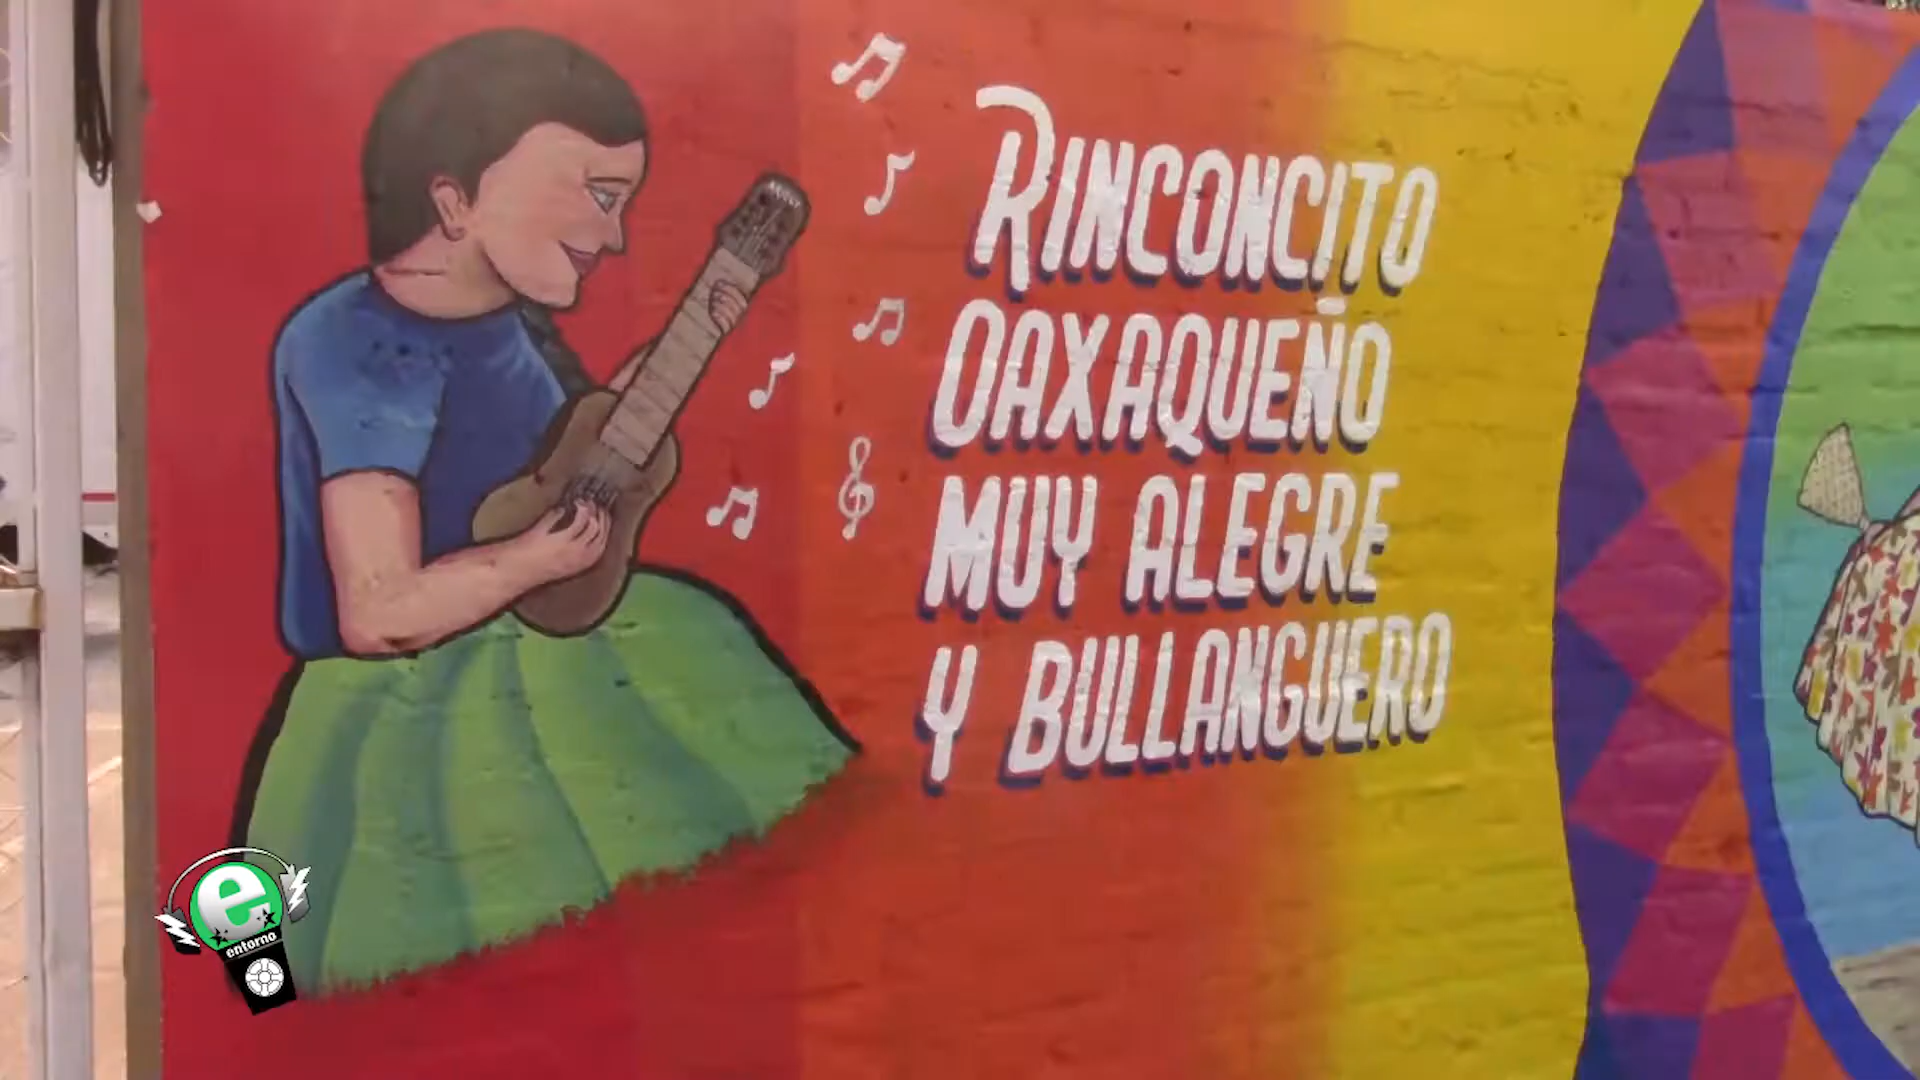 RINCONCITO
OAXAQUEÑO
MUY ALEGRE
Y BULLANGUERO
e
entorno